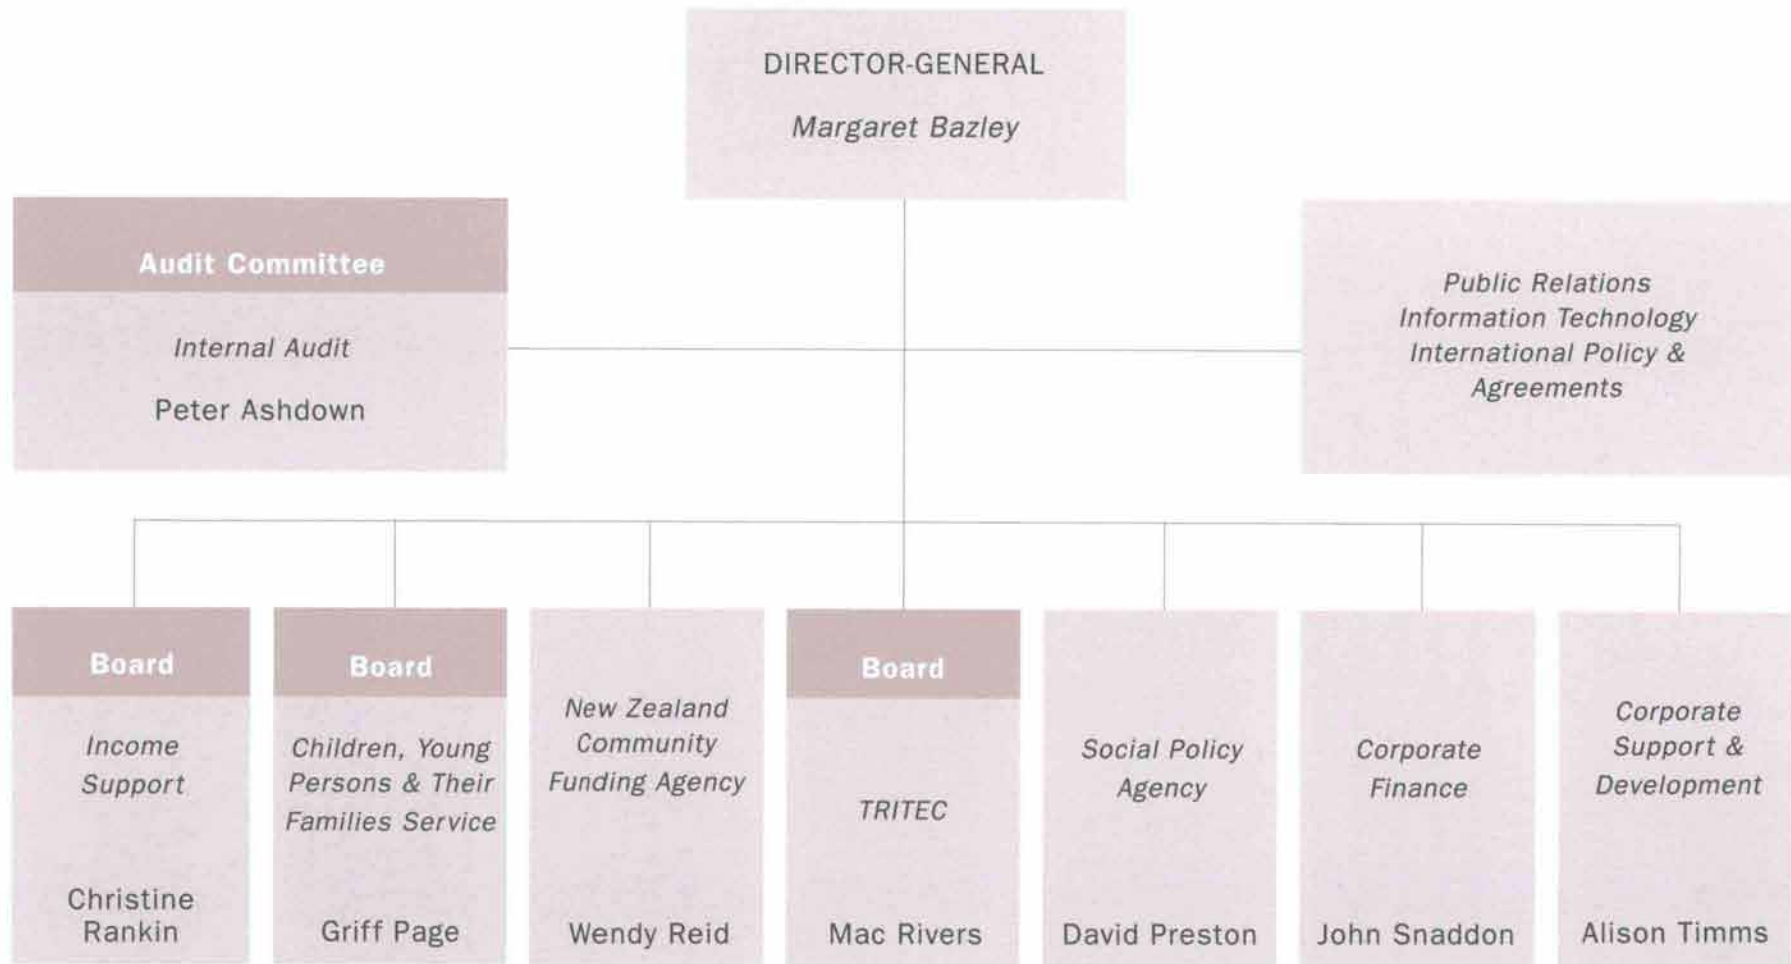 DIRECTOR-GENERAL
Margaret Bazley
Audit Committee
Internal Audit
Peter Ashdown
Public Relations
Information Technology
International Policy &
Agreements
Board
Income
Support
Christine
Rankin
Board
Children, Young
Persons & Their
Families Service
Griff Page
New Zealand
Community
Funding Agency
Wendy Reid
Board
TRITEC
Mac Rivers
Social Policy
Agency
David Preston
Corporate
Finance
John Snaddon
Corporate
Support &
Development
Alison Timms